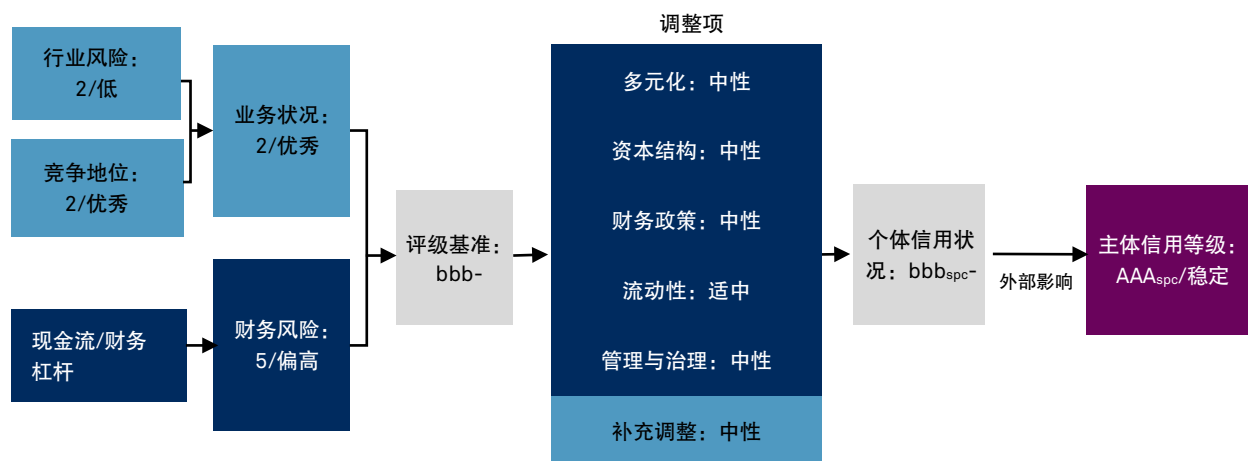 调整项
行业风险：
2/低
竞争地位：
2/优秀
业务状况：
2/优秀
现金流/财务
杠杆
财务风险：
5/偏高
评级基准：
bbb-
多元化：中性
资本结构：中性
财务政策：中性
流动性：适中
管理与治理：中性
补充调整：中性
个体信用状
况：bbbspc-
外部影响
主体信用等级：
AAAspc/稳定